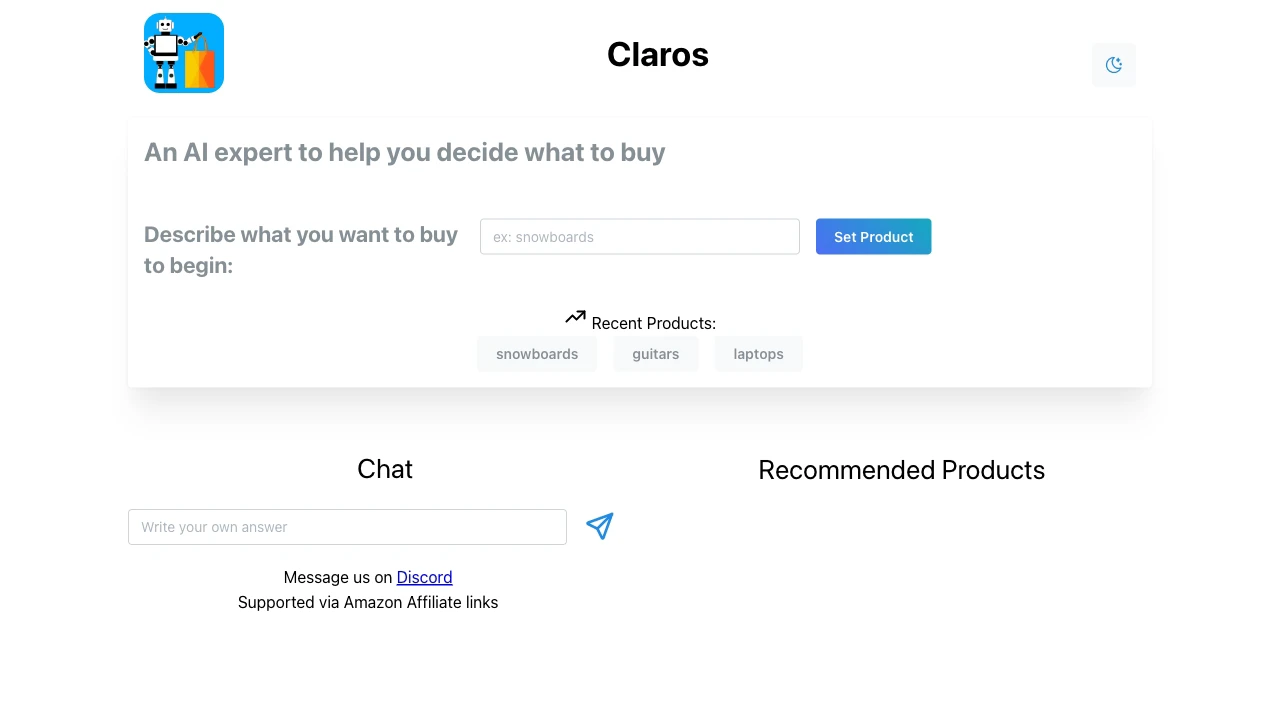 Claros
An AI expert to help you decide what to buy
Describe what you want to buy
to begin:
ex: snowboards
Set Product
Recent Products:
snowboards
guitars
laptops
Chat
Recommended Products
Write your own answer
Message us on Discord
Supported via Amazon Affiliate links